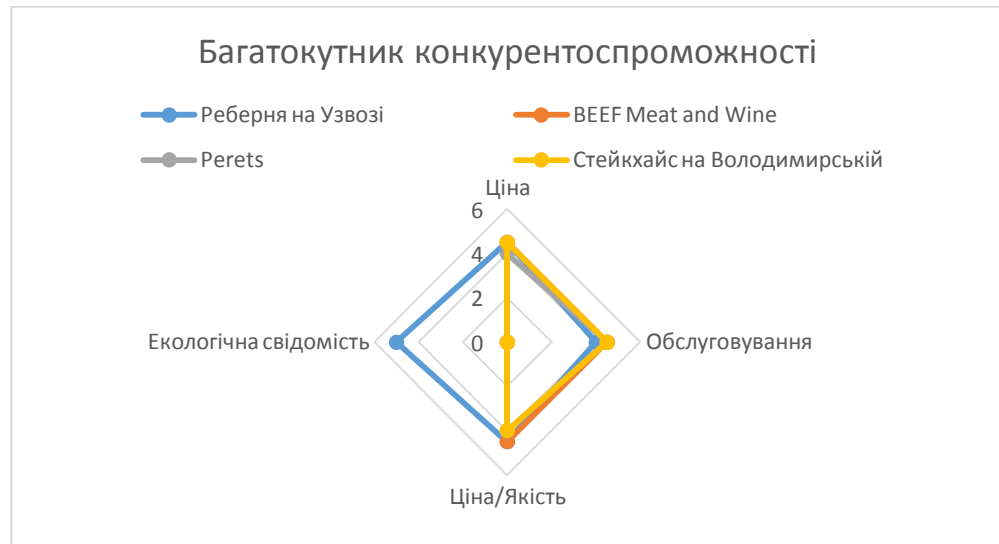 Багатокутник конкурентоспроможності
Реберня на Узвозі
BEEF Meat and Wine
Perets
Стейкхайс на Володимирській
Ціна
6
4
2
0
Екологічна свідомість
Обслуговування
Ціна/Якість